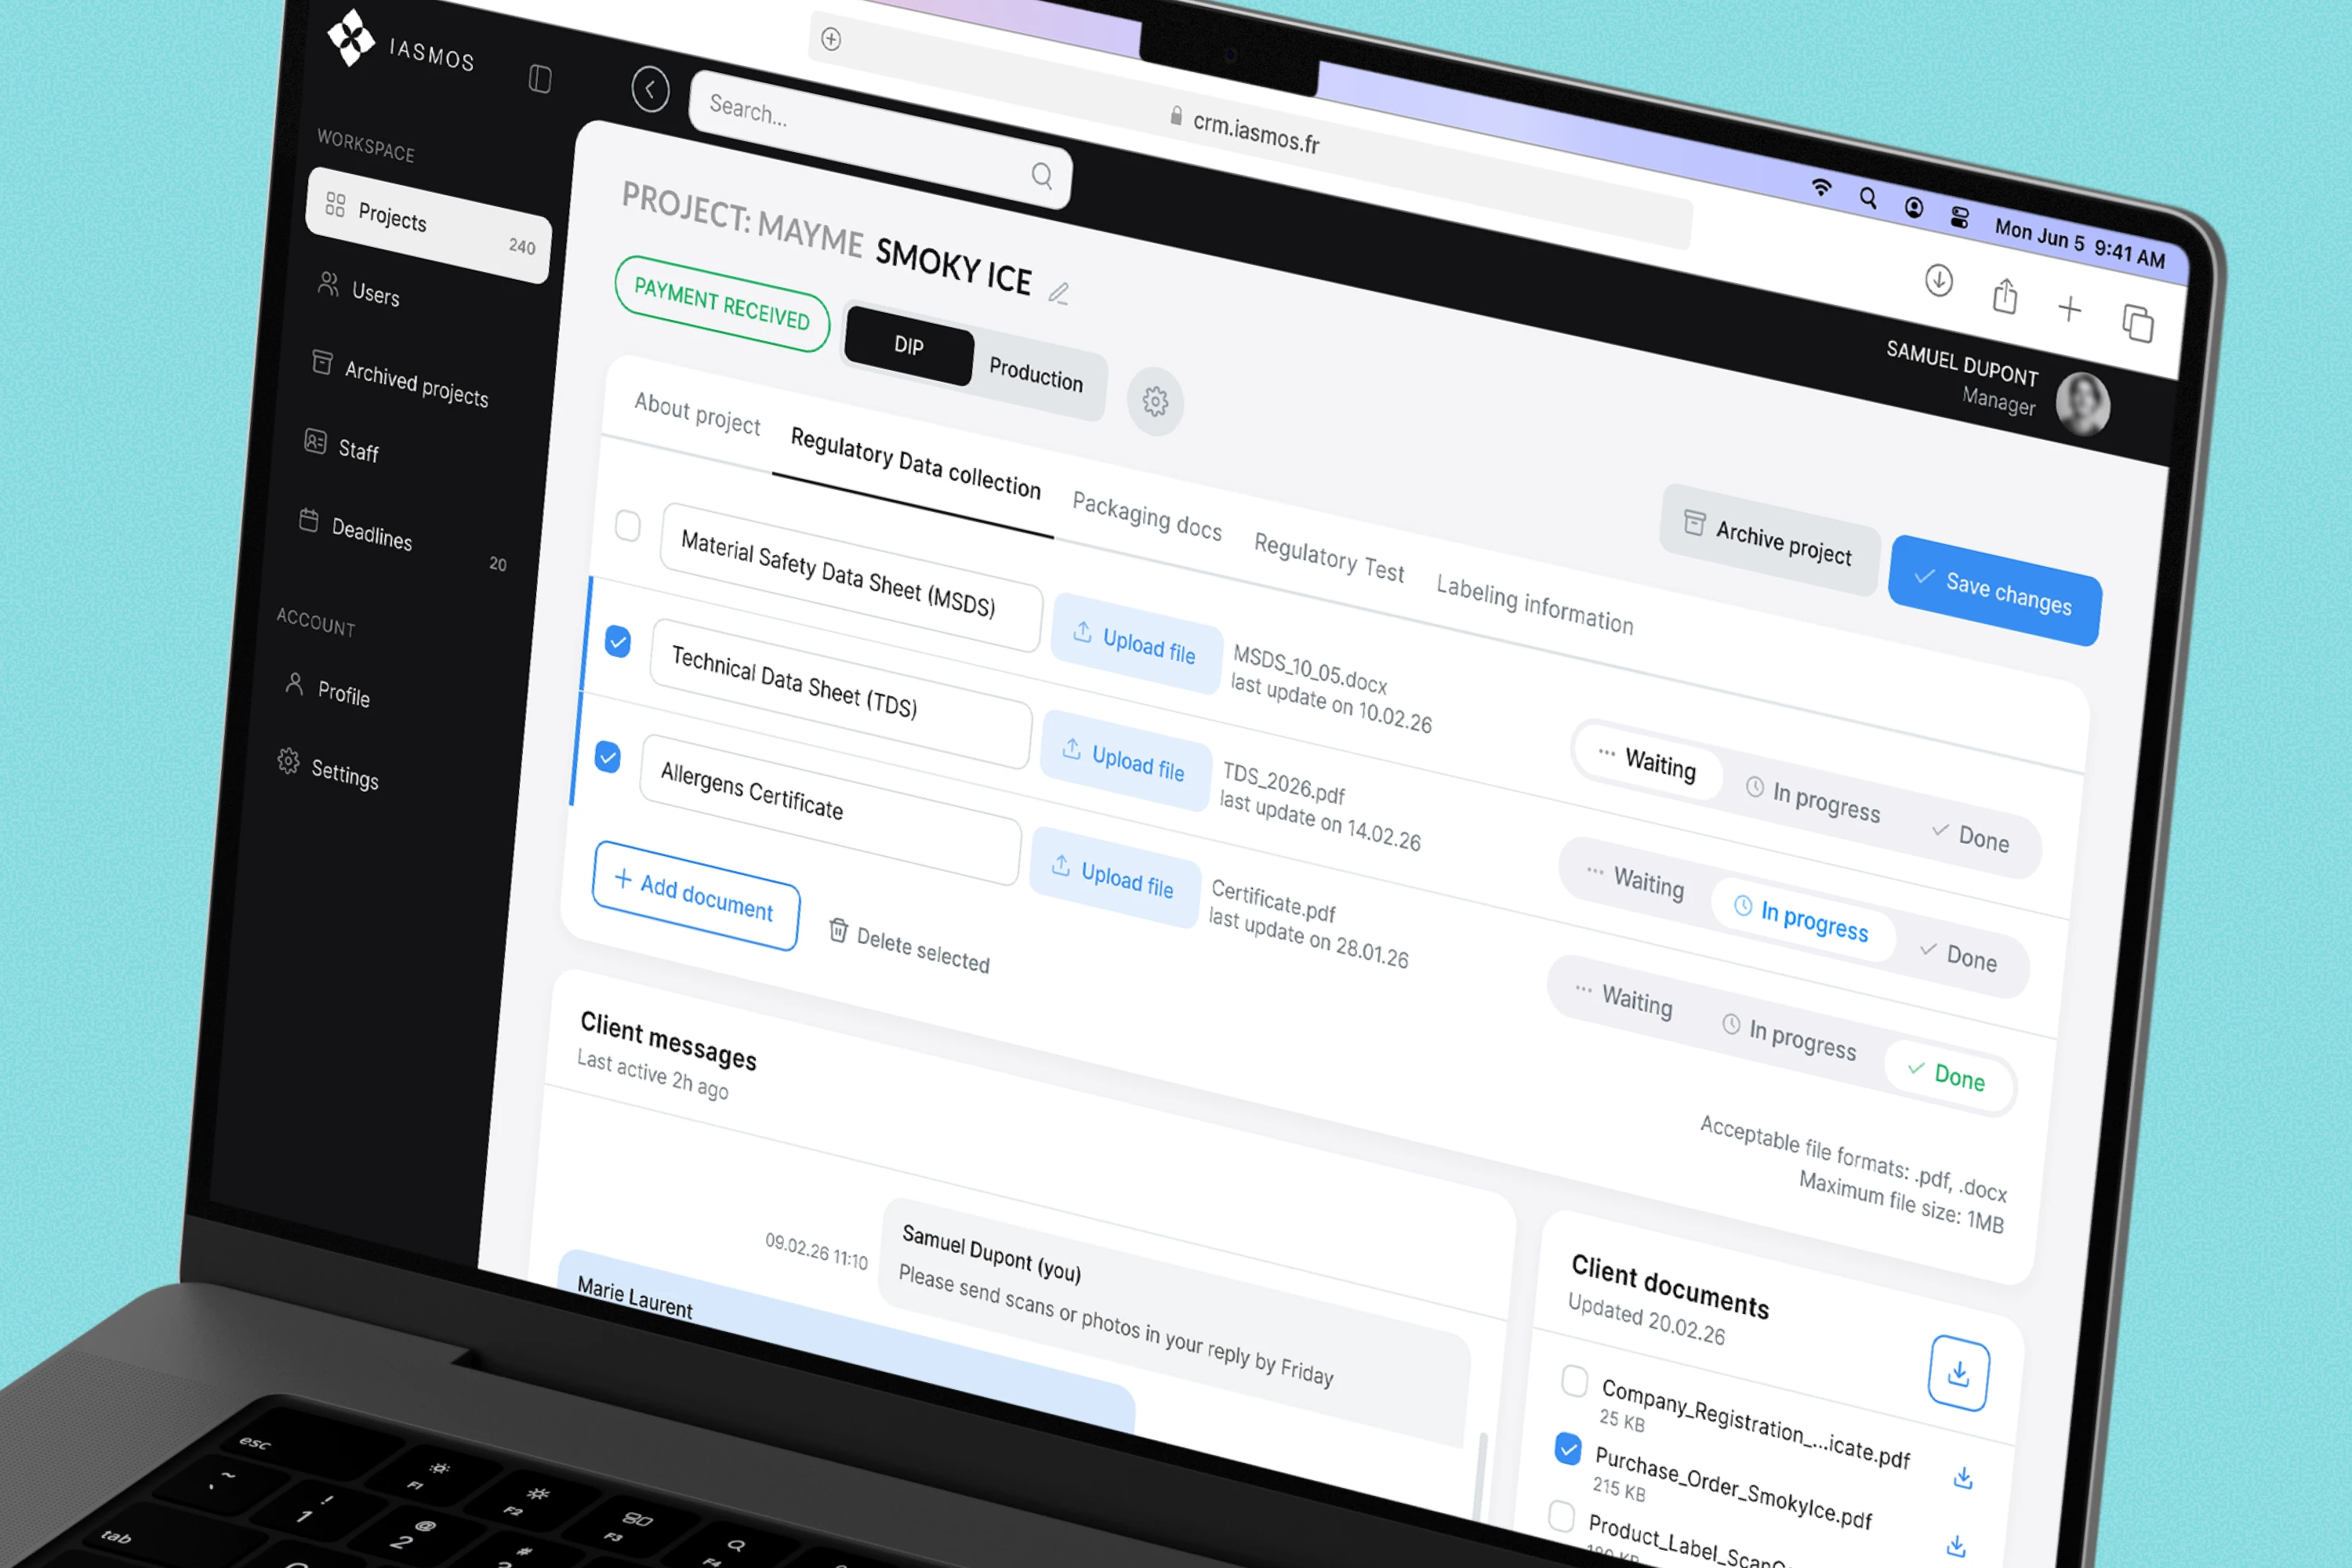 IASMOS
Search...
crm.iasmos.fr
Mon Jun 5 9:41 AM
WORKSPACE
Projects
240
Users
Archived projects
Staff
Deadlines
20
ACCOUNT
Profile
Settings
SAMUEL DUPONT
Manager
PROJECT: MAYME SMOKY ICE
PAYMENT RECEIVED
DIP
Production
Archive project
Save changes
About project
Regulatory Data collection
Packaging docs
Regulatory Test
Labeling information
Material Safety Data Sheet (MSDS)
Upload file
MSDS_10_05.docx
last update on 10.02.26
Waiting
In progress
Done
Technical Data Sheet (TDS)
Upload file
TDS_2026.pdf
last update on 14.02.26
Waiting
In progress
Done
Allergens Certificate
Upload file
Certificate.pdf
last update on 28.01.26
Waiting
In progress
Done
+ Add document
Delete selected
Acceptable file formats: .pdf, .docx
Maximum file size: 1MB
Client messages
Last active 2h ago
09.02.26 11:10
Samuel Dupont (you)
Please send scans or photos in your reply by Friday
Marie Laurent
Client documents
Updated 20.02.26
Company_Registration_...icate.pdf
25 KB
Purchase_Order_SmokyIce.pdf
215 KB
esc
F1
F2
F3
F4
~
!
1
@
2
#
tab